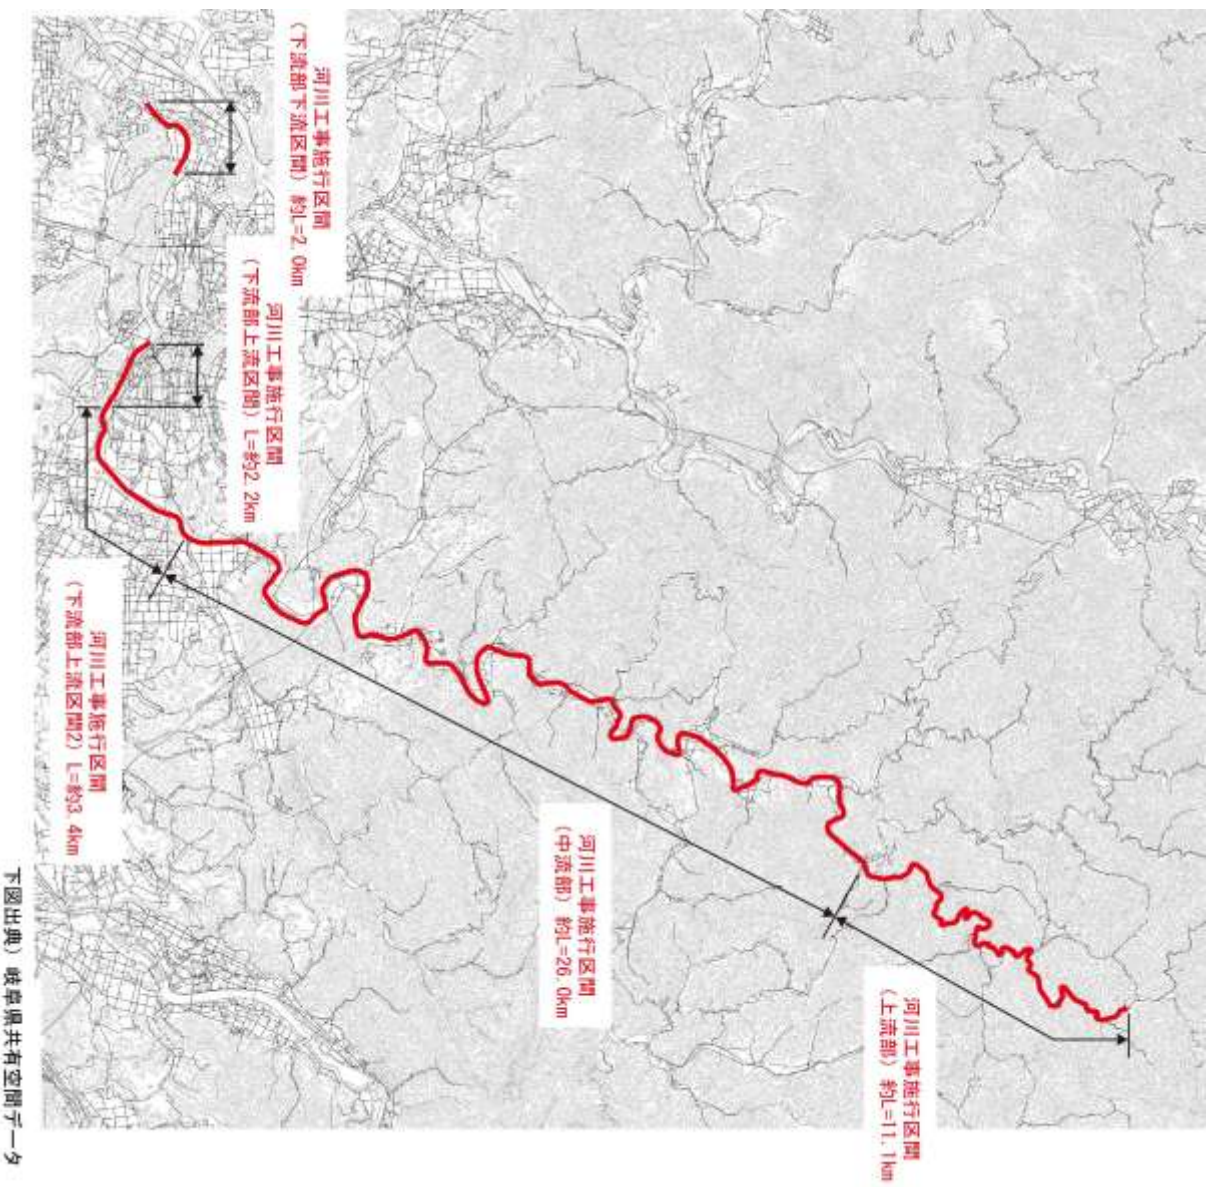 河川工事施行区間
(下流部下流区間) 約L=2.0km
河川工事施行区間
(下流部上流区間) L=約2.2km
河川工事施行区間
(下流部上流区間2) L=約3.4km
河川工事施行区間
(中流部) 約L=26.0km
河川工事施行区間
(上流部) 約L=11.1km
下図出典) 岐阜県共有空間データ